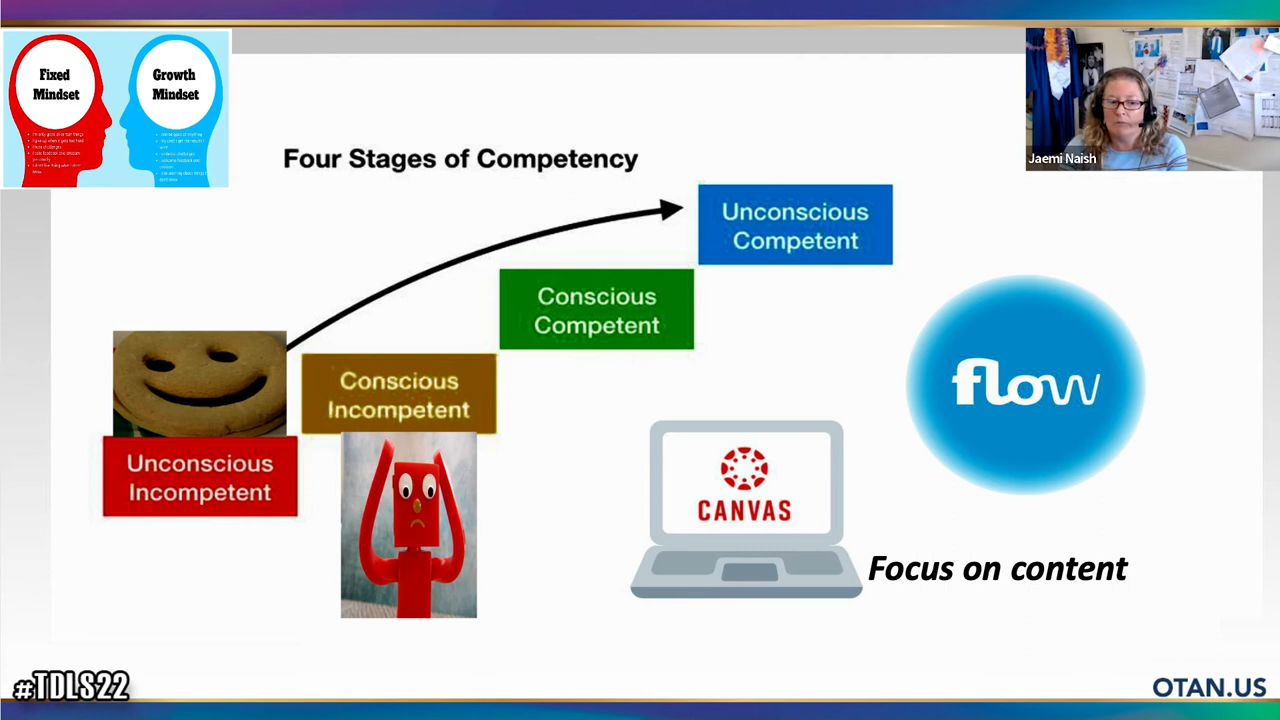 Fixed
Mindset
Growth
Mindset
Jaemi Naish
Four Stages of Competency
Unconscious
Competent
Conscious
Competent
Conscious
Incompetent
Unconscious
Incompetent
flow
CANVAS
Focus on content
#TDLS22
OTAN.US